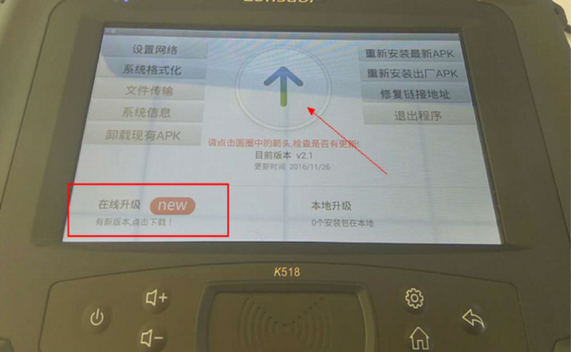 设置网络
系统格式化
文件传输
系统信息
卸载现有APK
重新安装最新APK
重新安装出厂APK
修复链接地址
退出程序
请点击圆圈中的箭头,检查是否有更新!
目前版本 v2.1
更新时间 2016/11/26
在线升级 new
有新版本,点击下载！
本地升级
0个安装包在本地
K518